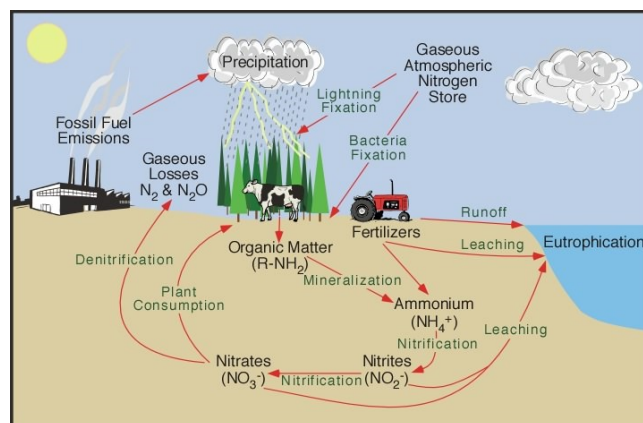 Precipitation
Gaseous
Atmospheric
Nitrogen
Store
Lightning
Fixation
Fossil Fuel
Emissions
Bacteria
Fixation
Gaseous
Losses
N₂ & N₂O
Runoff
Fertilizers
Leaching
Eutrophication
Organic Matter
(R-NH₂)
Denitrification
Mineralization
Plant
Consumption
Ammonium
(NH₄⁺)
Leaching
Nitrification
Nitrates
(NO₃⁻)
Nitrification
Nitrites
(NO₂⁻)